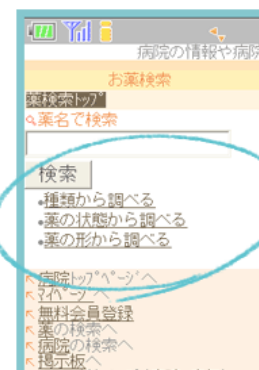 病院の情報や病院
お薬検索
薬検索ﾄｯﾌﾟ
薬名で検索
検索
種類から調べる
薬の状態から調べる
薬の形から調べる
病院ﾄｯﾌﾟﾍﾟｰｼﾞへ
ﾏｲﾍﾟｰｼﾞへ
無料会員登録
薬の検索へ
病院の検索へ
掲示板へ